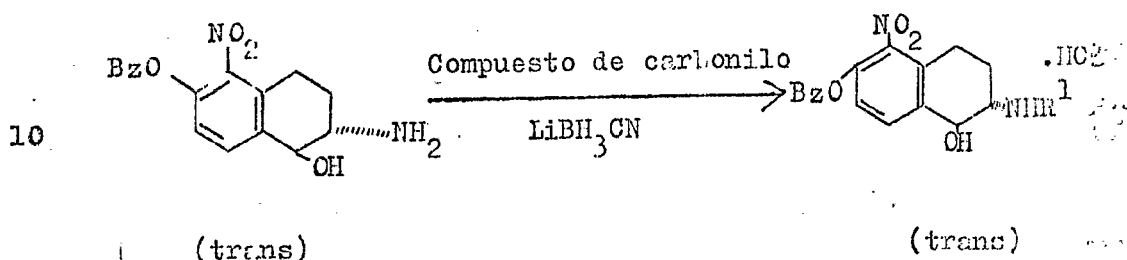 NO2
BzO
NH2
OH
10
Compuesto de carbonilo
LiBH3CN
NO2
BzO
NHR1
OH
(trans)
(trans)